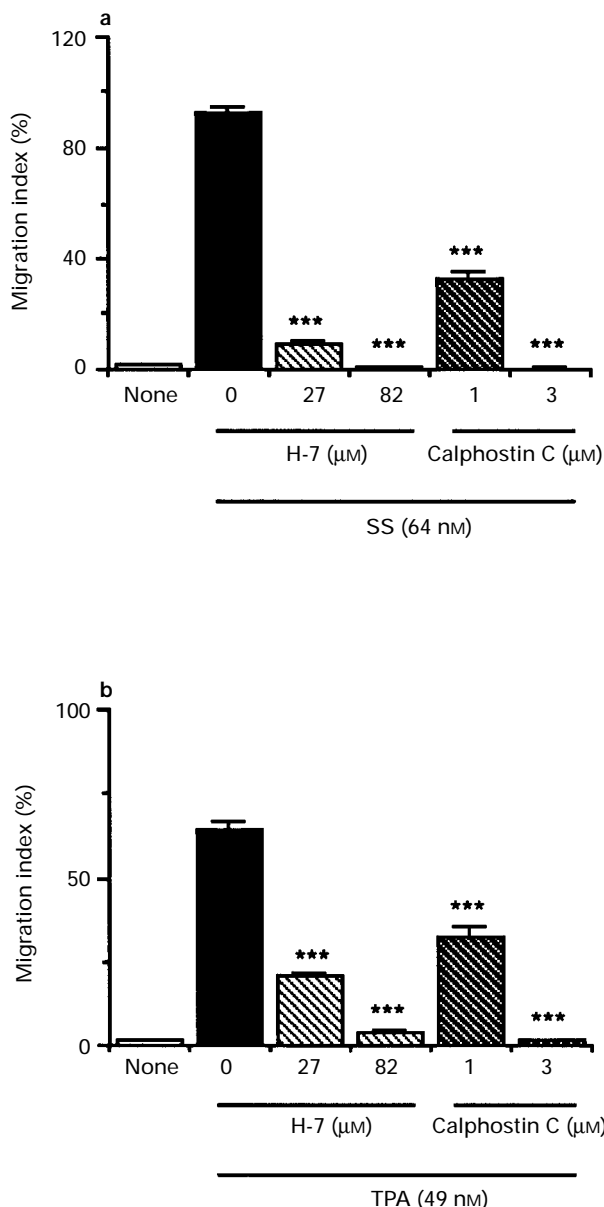 a
120
Migration index (%)
80
40
0
***
***
***
***
None 0 27 82 1 3
H-7 (μM) Calphostin C (μM)
SS (64 nM)
b
100
Migration index (%)
50
0
***
***
***
***
None 0 27 82 1 3
H-7 (μM) Calphostin C (μM)
TPA (49 nM)